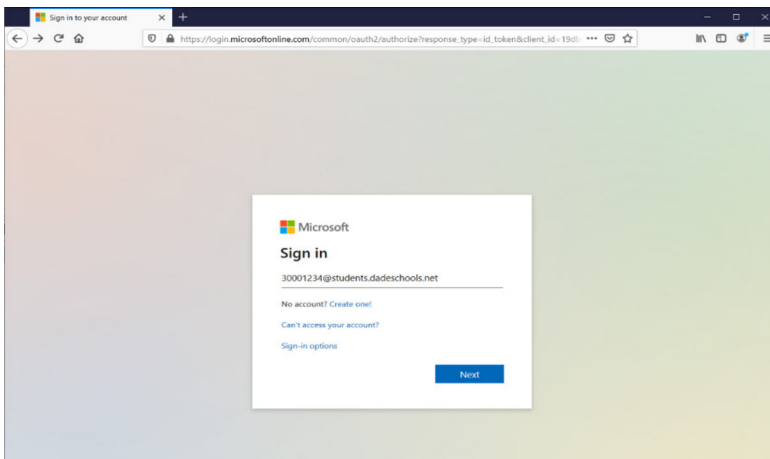 Sign in to your account
https://login.microsoftonline.com/common/oauth2/authorize?response_type=id_token&client_id=19db
Microsoft
Sign in
30001234@students.dadeschools.net
No account? Create one!
Can't access your account?
Sign-in options
Next